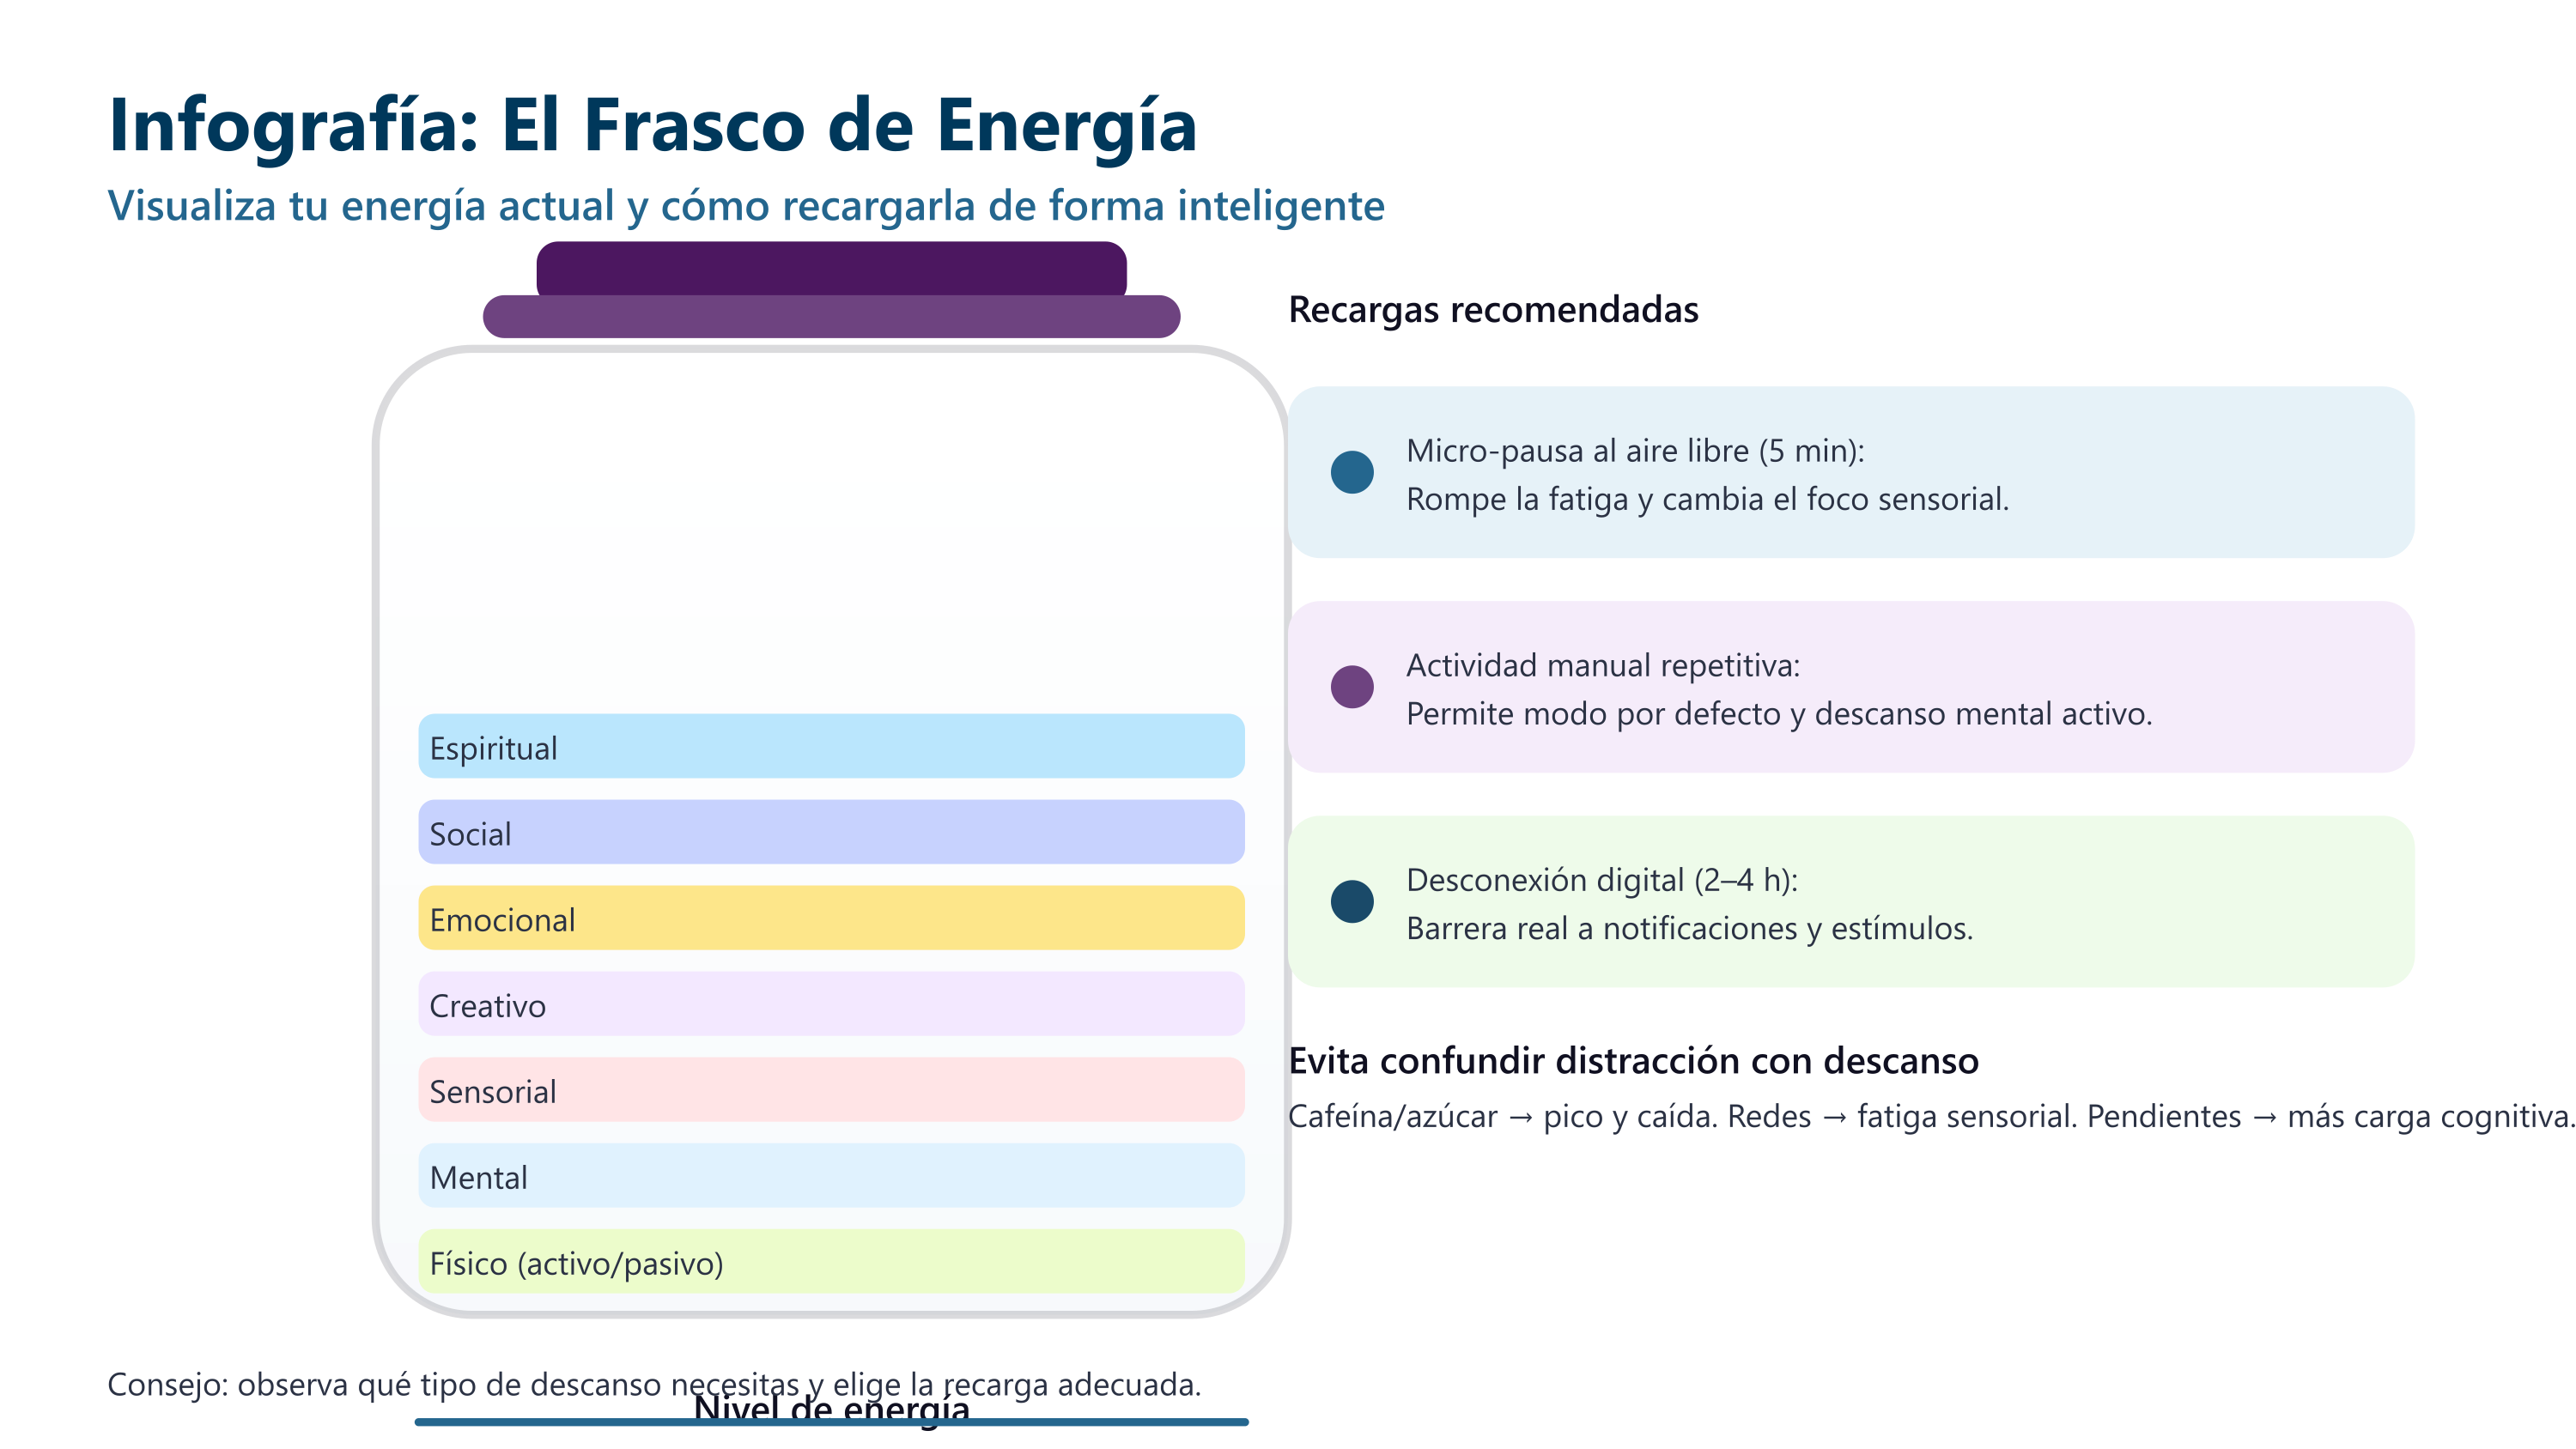 Infografía: El Frasco de Energía
Visualiza tu energía actual y cómo recargarla de forma inteligente
Espiritual
Social
Emocional
Creativo
Sensorial
Mental
Físico (activo/pasivo)
Recargas recomendadas
Micro-pausa al aire libre (5 min):
Rompe la fatiga y cambia el foco sensorial.
Actividad manual repetitiva:
Permite modo por defecto y descanso mental activo.
Desconexión digital (2–4 h):
Barrera real a notificaciones y estímulos.
Evita confundir distracción con descanso
Cafeína/azúcar → pico y caída. Redes → fatiga sensorial. Pendientes → más carga cognitiva.
Consejo: observa qué tipo de descanso necesitas y elige la recarga adecuada.
Nivel de energía